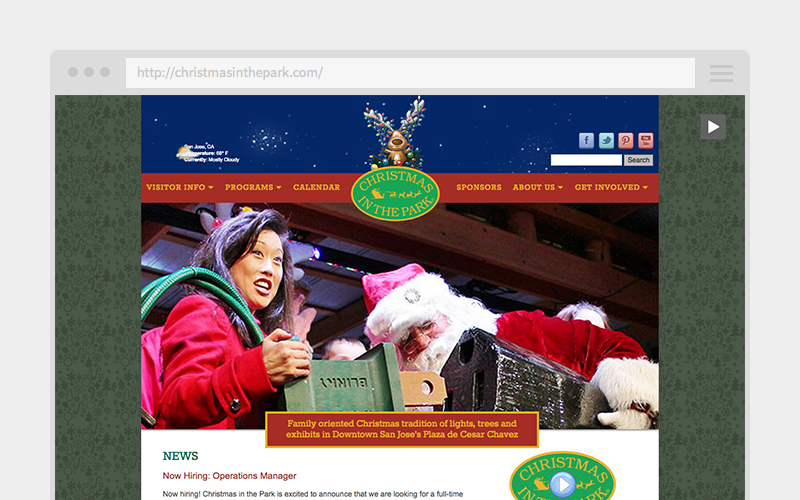 http://christmasinthepark.com/
San Jose, CA
Temperature: 66° F
Currently: Mostly Cloudy
Search
VISITOR INFO
PROGRAMS
CALENDAR
CHRISTMAS
IN THE PARK
SPONSORS
ABOUT US
GET INVOLVED
BLINKY
Family oriented Christmas tradition of lights, trees and
exhibits in Downtown San Jose's Plaza de Cesar Chavez
NEWS
Now Hiring: Operations Manager
Now hiring! Christmas in the Park is excited to announce that we are looking for a full-time
CHRISTMAS
IN THE PARK